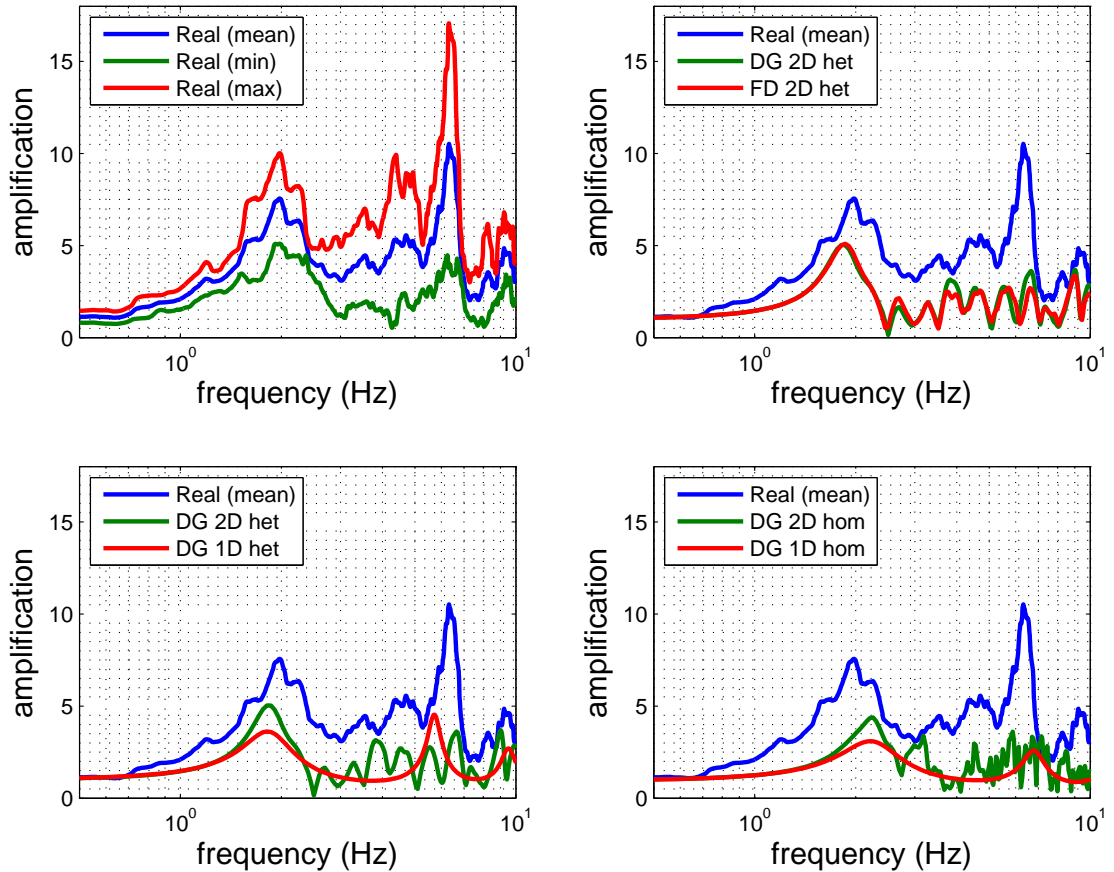 Real (mean)
Real (min)
Real (max)
amplification
0
5
10
15
10^0
10^1
frequency (Hz)
Real (mean)
DG 2D het
FD 2D het
amplification
0
5
10
15
10^0
10^1
frequency (Hz)
Real (mean)
DG 2D het
DG 1D het
amplification
0
5
10
15
10^0
10^1
frequency (Hz)
Real (mean)
DG 2D hom
DG 1D hom
amplification
0
5
10
15
10^0
10^1
frequency (Hz)